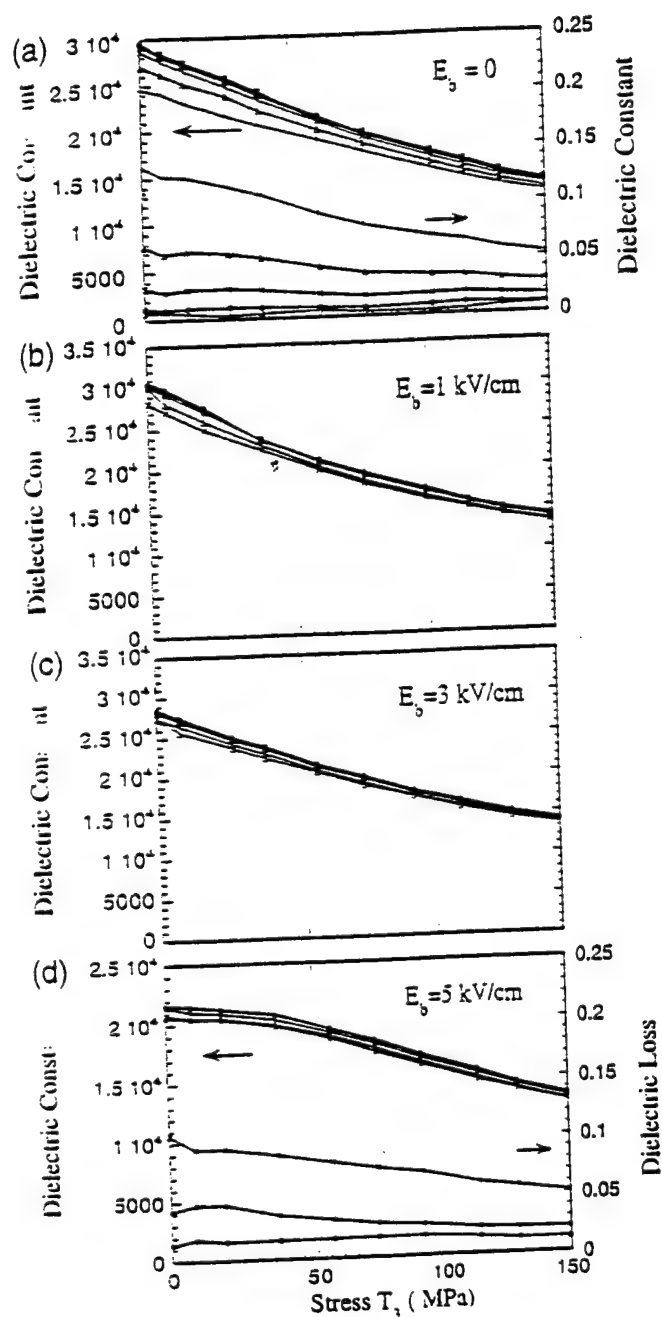 (a)
3 10⁴
2.5 10⁴
2 10⁴
1.5 10⁴
1 10⁴
5000
0
Dielectric Cor nt
E_b = 0
0.25
0.2
0.15
0.1
0.05
0
Dielectric Constant
(b)
3.5 10⁴
3 10⁴
2.5 10⁴
2 10⁴
1.5 10⁴
1 10⁴
5000
0
Dielectric Con nt
E_b=1 kV/cm
(c)
3.5 10⁴
3 10⁴
2.5 10⁴
2 10⁴
1.5 10⁴
1 10⁴
5000
0
Dielectric Con nt
E_b=3 kV/cm
(d)
2.5 10⁴
2 10⁴
1.5 10⁴
1 10⁴
5000
0
Dielectric Const
E_b=5 kV/cm
0.25
0.2
0.15
0.1
0.05
0
Dielectric Loss
0 50 100 150
Stress T₃ ( MPa)